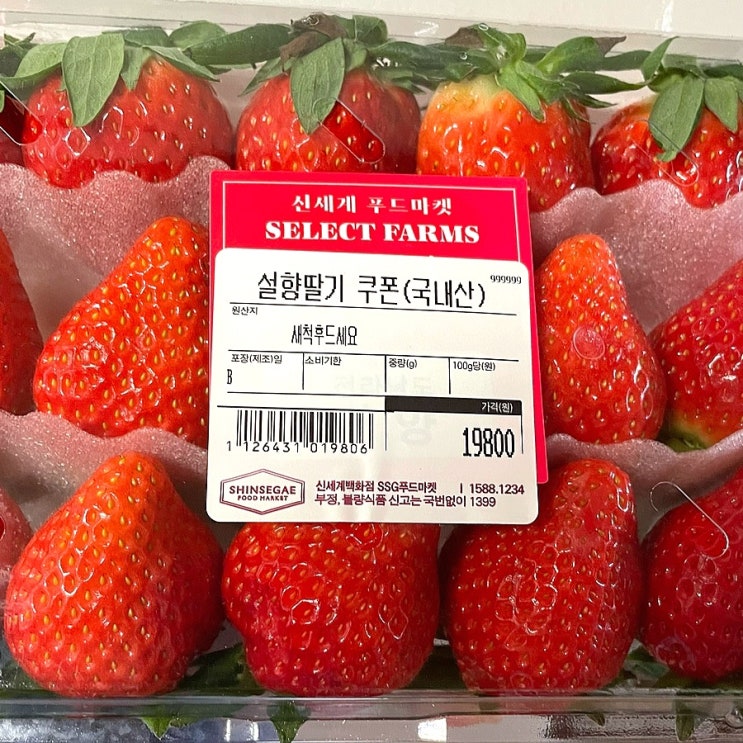 신세계 푸드마켓
SELECT FARMS
999999
설향딸기 쿠폰(국내산)
원산지
새척후드세요
포장(제조)일 소비기한 중량(g) 100g당(원)
B
가격(원)
1 126431 019806
19800
SHINSEGAE
FOOD MARKET
신세계백화점 SSG푸드마켓 | 1588.1234
부정, 불량식품 신고는 국번없이 1399